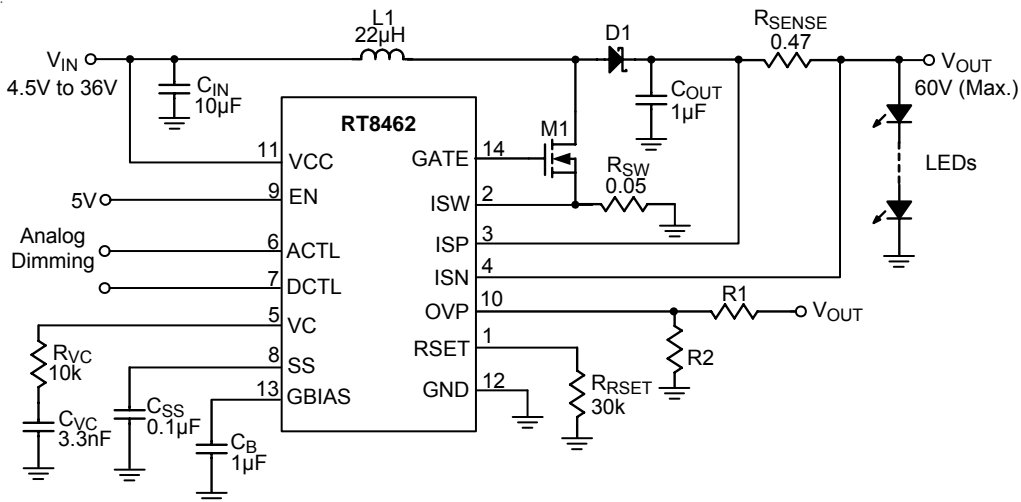 L1
22µH
D1
RSENSE
0.47
VIN
4.5V to 36V
CIN
10µF
COUT
1µF
VOUT
60V (Max.)
RT8462
M1
11
VCC
GATE
14
RSW
0.05
LEDs
5V
9
EN
ISW
2
Analog
Dimming
6
ACTL
ISP
3
7
DCTL
ISN
4
5
VC
OVP
10
R1
VOUT
R2
RVC
10k
8
SS
RSET
1
RRSET
30k
13
GBIAS
GND
12
CVC
3.3nF
CSS
0.1µF
CB
1µF